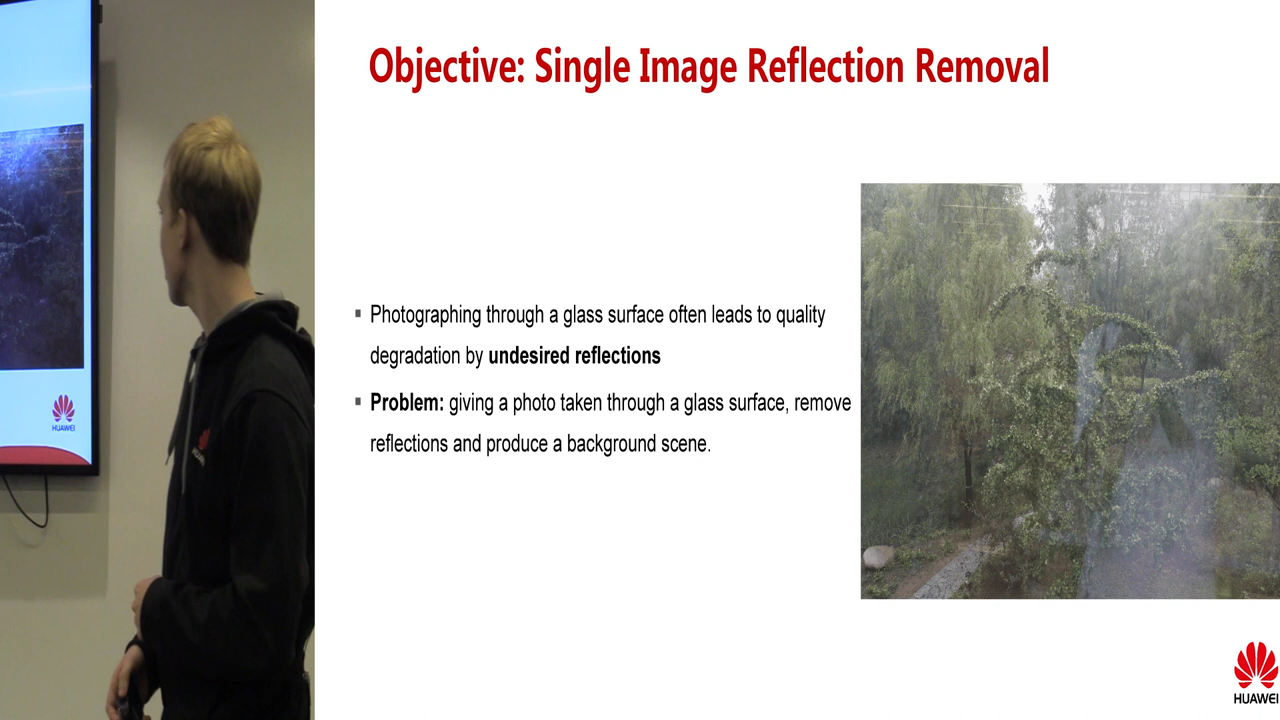 Objective: Single Image Reflection Removal
▪ Photographing through a glass surface often leads to quality
degradation by undesired reflections
▪ Problem: giving a photo taken through a glass surface, remove
reflections and produce a background scene.
HUAWEI
HUAWEI
HUAWEI